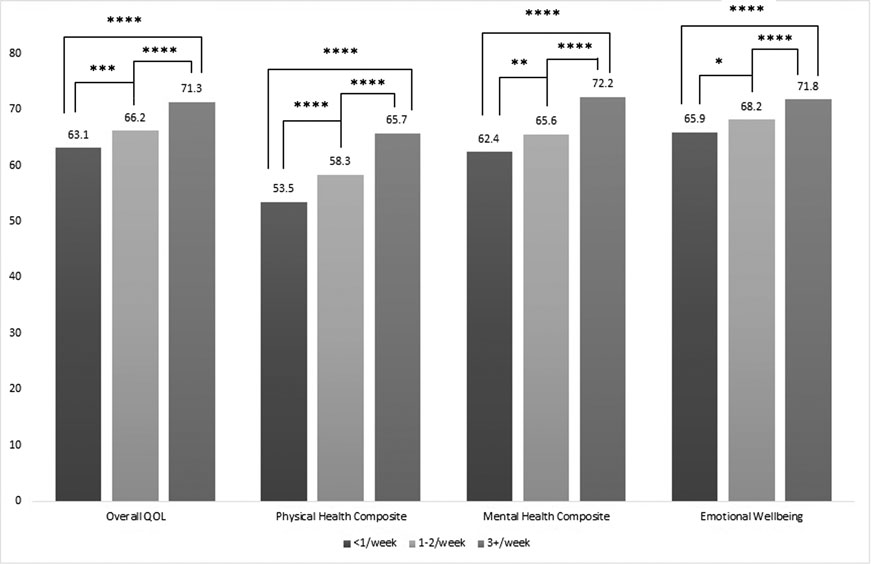 **** **** **** ****
*** **** **** **** ** **** * ****
80
70
60
50
40
30
20
10
0
63.1 66.2 71.3
53.5 58.3 65.7
62.4 65.6 72.2
65.9 68.2 71.8
Overall QOL Physical Health Composite Mental Health Composite Emotional Wellbeing
<1/week 1-2/week 3+/week